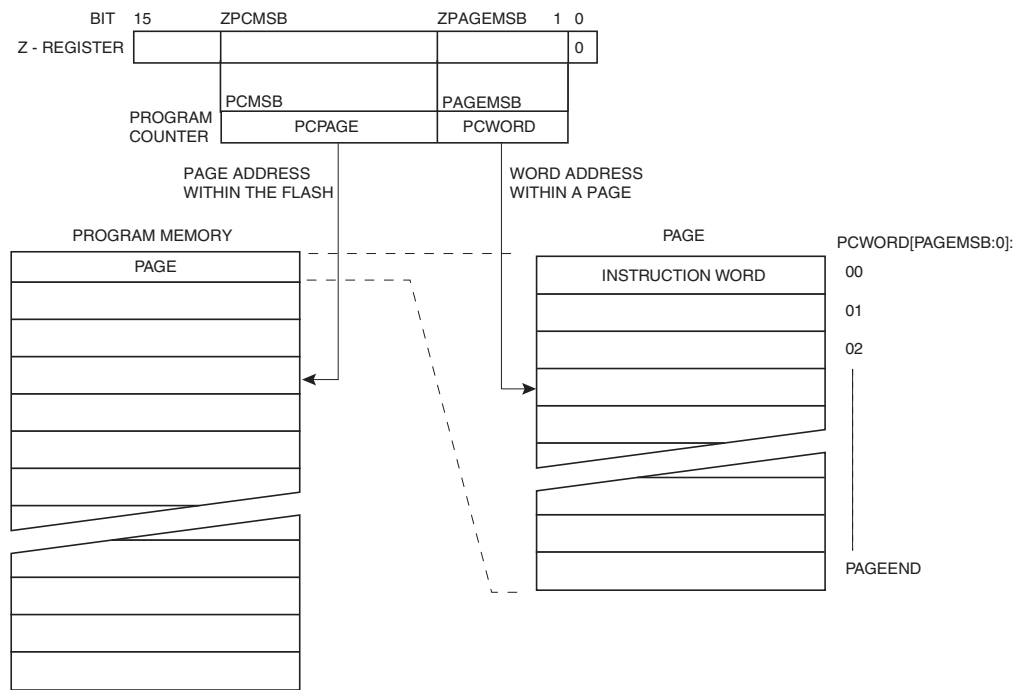 BIT 15 ZPCMSB ZPAGEMSB 1 0
Z - REGISTER 0
PCMSB PAGEMSB
PROGRAM
COUNTER
PCPAGE PCWORD
PAGE ADDRESS
WITHIN THE FLASH
WORD ADDRESS
WITHIN A PAGE
PROGRAM MEMORY
PAGE
PAGE
PCWORD[PAGEMSB:0]:
INSTRUCTION WORD
00
01
02
PAGEEND